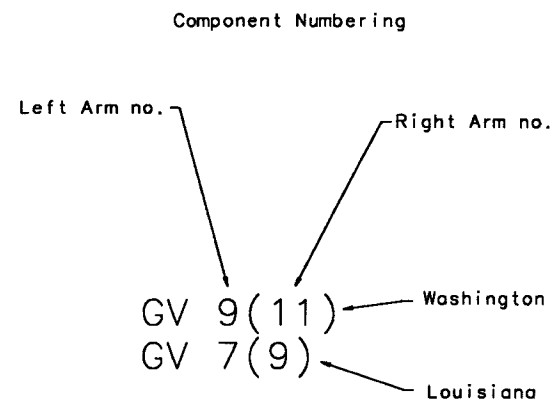 Component Numbering
Left Arm no.
Right Arm no.
GV 9(11)
Washington
GV 7(9)
Louisiana